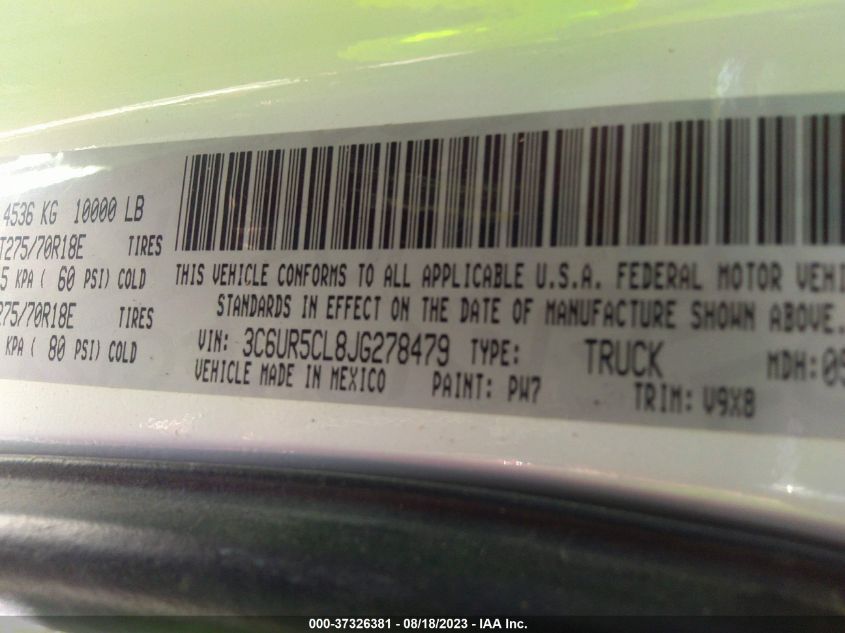 4536 KG 10000 LB
T275/70R18E TIRES
5 KPA ( 60 PSI) COLD
275/70R18E TIRES
KPA ( 80 PSI) COLD
THIS VEHICLE CONFORMS TO ALL APPLICABLE U.S.A. FEDERAL MOTOR VEHI
STANDARDS IN EFFECT ON THE DATE OF MANUFACTURE SHOWN ABOVE.
VIN: 3C6UR5CL8JG278479 TYPE: TRUCK MDH: 09
VEHICLE MADE IN MEXICO PAINT: PW7 TRIM: V9X8
000-37326381 - 08/18/2023 - IAA Inc.